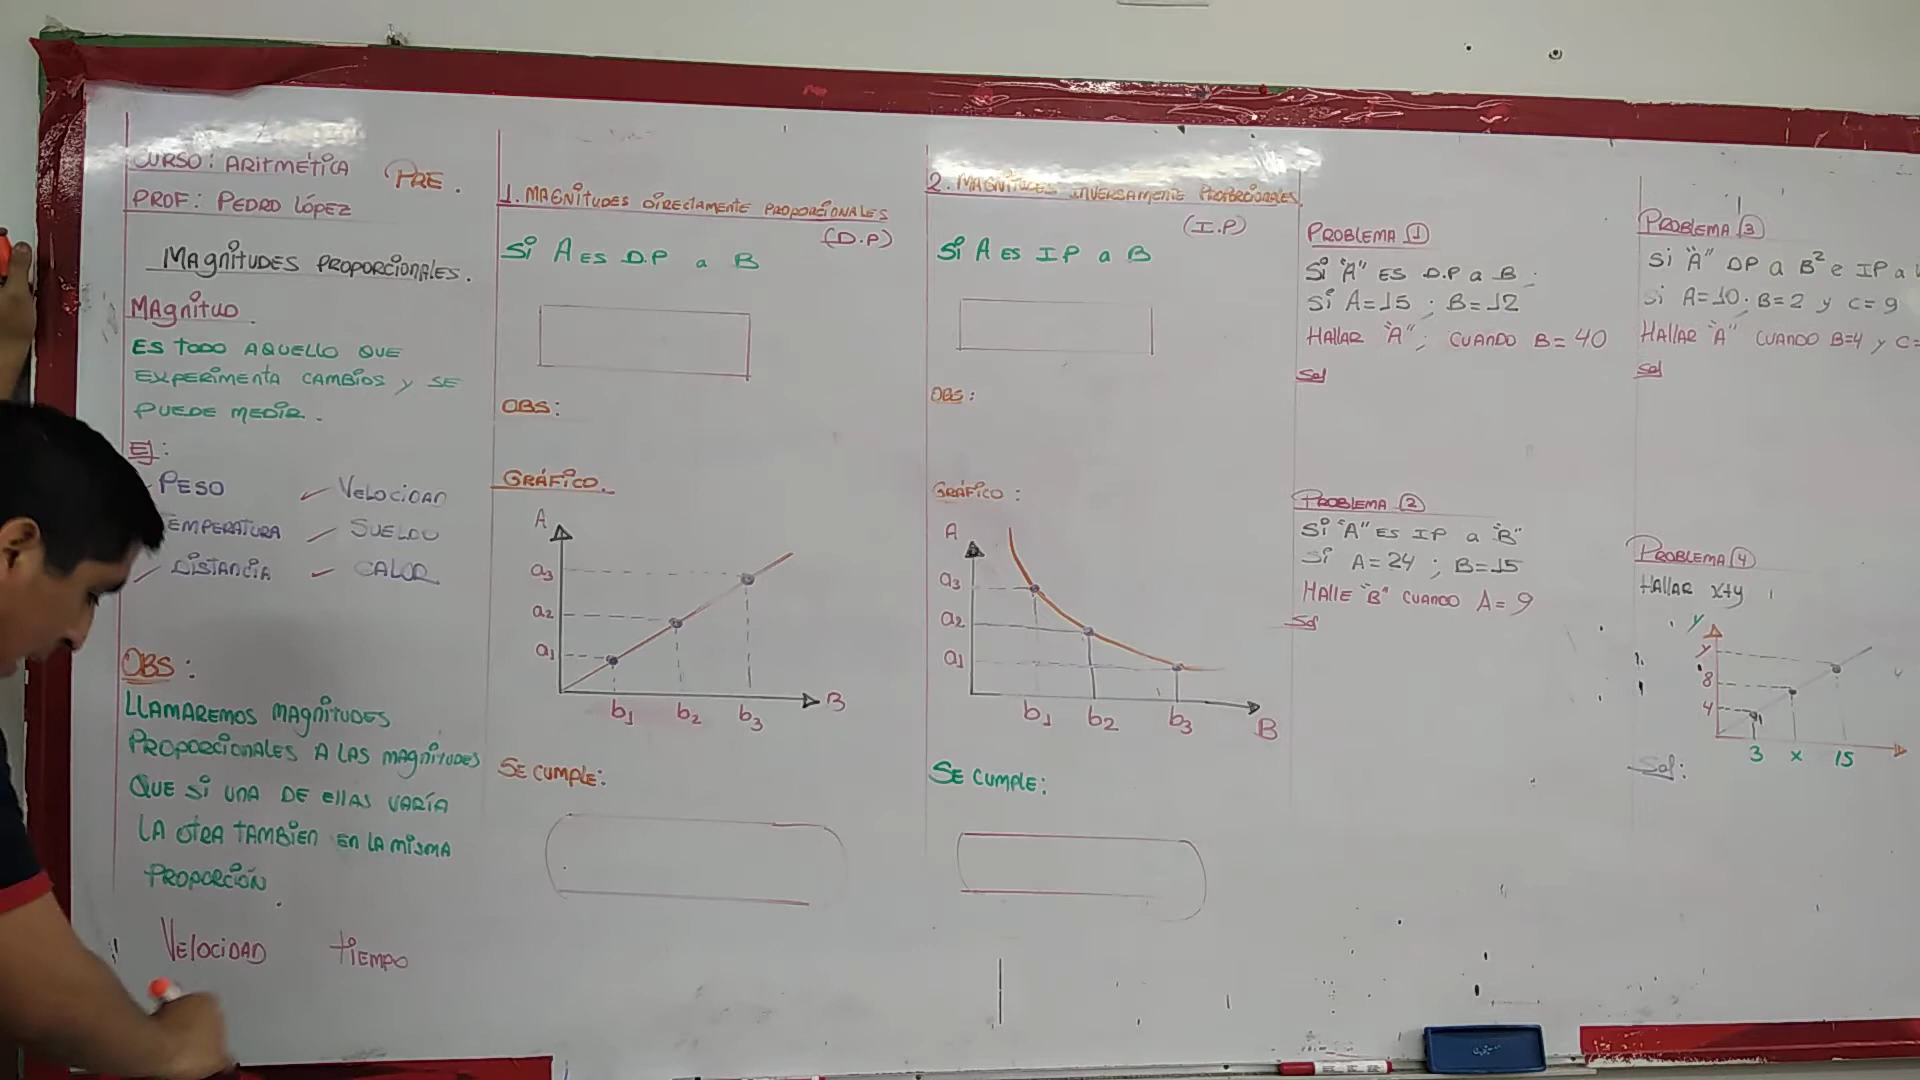 CURSO: ARITMÉTICA PRE.
PROF: PEDRO LÓPEZ
MAGNITUDES PROPORCIONALES.
MAGNITUD.
ES TODO AQUELLO QUE
EXPERIMENTA CAMBIOS Y SE
PUEDE MEDIR.
EJ:
PESO
VELOCIDAD
TEMPERATURA
SUELDO
DISTANCIA
CALOR
OBS:
LLAMAREMOS MAGNITUDES
PROPORCIONALES A LAS MAGNITUDES
QUE SI UNA DE ELLAS VARÍA
LA OTRA TAMBIEN EN LA MISMA
PROPORCIÓN.
VELOCIDAD TIEMPO
1. MAGNITUDES DIRECTAMENTE PROPORCIONALES
(D.P)
Si A ES D.P a B
OBS:
GRÁFICO.
A
a3
a2
a1
b1 b2 b3 B
SE CUMPLE:
2. MAGNITUDES INVERSAMENTE PROPORCIONALES.
(I.P)
Si A ES I P a B
OBS:
GRÁFICO:
A
a3
a2
a1
b1 b2 b3 B
SE CUMPLE:
PROBLEMA 1
Si "A" ES D.P a B;
Si A=15 ; B=12
HALLAR "A"; CUANDO B=40
Sol
PROBLEMA 2
Si "A" ES IP a "B"
Si A=24 ; B=15
HALLE "B" CUANDO A=9
Sol
PROBLEMA 3
Si "A" DP a B² e IP a
Si A=10; B=2 y C=9
HALLAR "A" CUANDO B=4 y C=
Sol
PROBLEMA 4
HALLAR x+y
y
y
8
4
3 x 15
Sol: